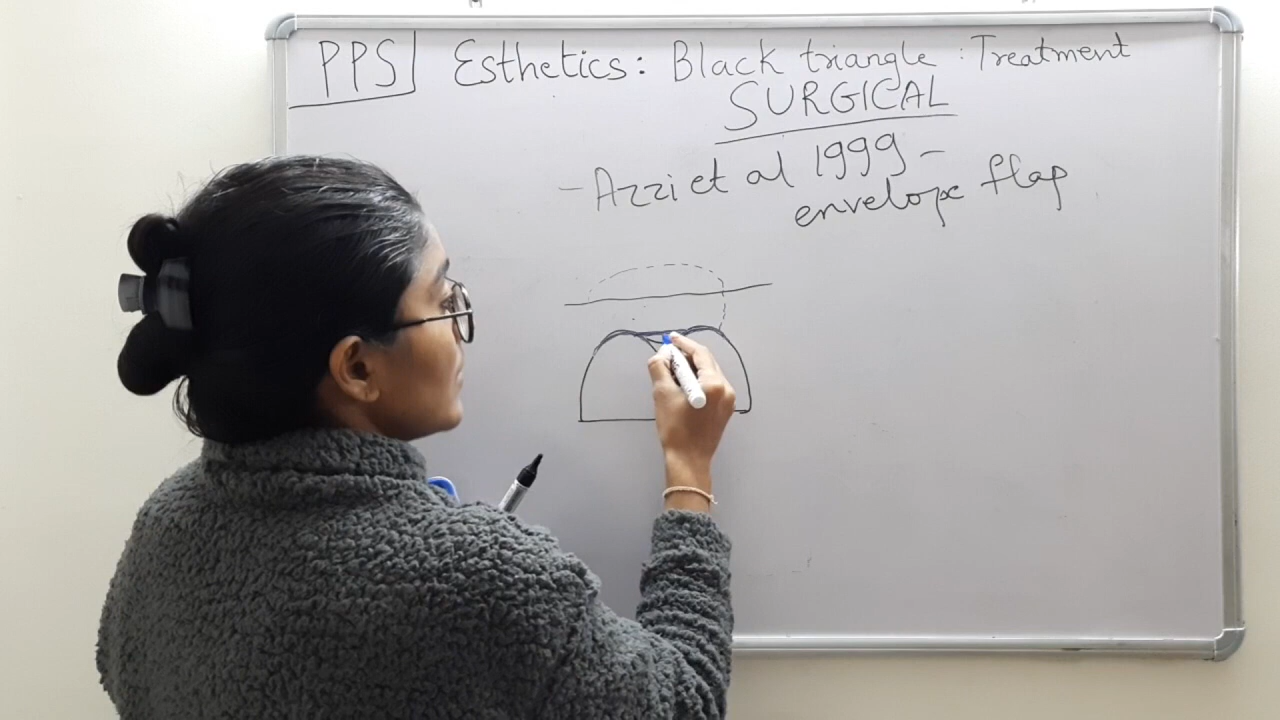 PPS Esthetics: Black triangle: Treatment
SURGICAL
- Azzi et al 1999 -
envelope flap